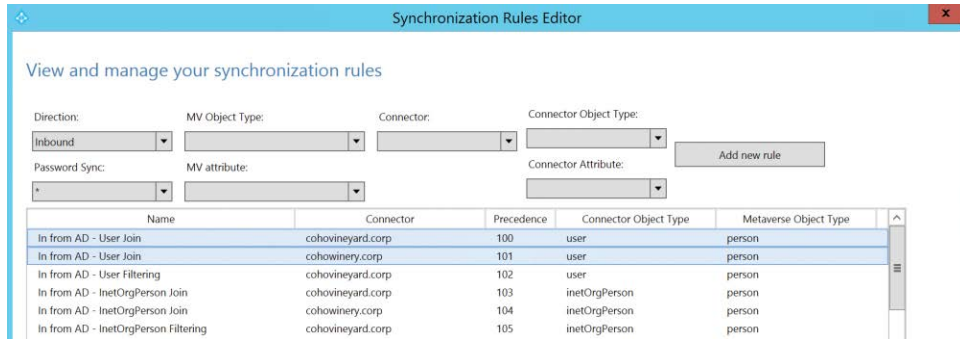 Synchronization Rules Editor
x
View and manage your synchronization rules
Direction: MV Object Type: Connector: Connector Object Type:
Inbound
Add new rule
Password Sync: MV attribute: Connector Attribute:
*
Name Connector Precedence Connector Object Type Metaverse Object Type
In from AD - User Join cohovineyard.corp 100 user person
In from AD - User Join cohowinery.corp 101 user person
In from AD - User Filtering cohovineyard.corp 102 user person
In from AD - InetOrgPerson Join cohovineyard.corp 103 inetOrgPerson person
In from AD - InetOrgPerson Join cohowinery.corp 104 inetOrgPerson person
In from AD - InetOrgPerson Filtering cohovineyard.corp 105 inetOrgPerson person